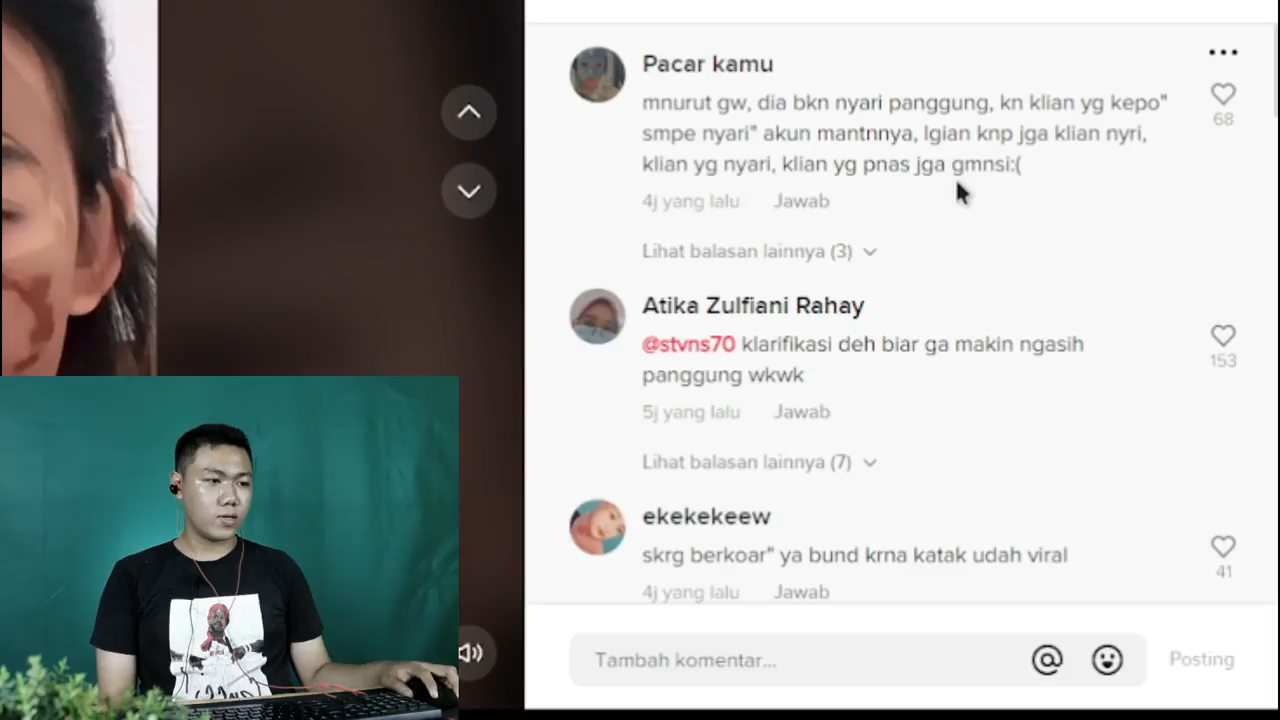 Pacar kamu
mnurut gw, dia bkn nyari panggung, kn klian yg kepo"
smpe nyari" akun mantnnya, lgian knp jga klian nyri,
klian yg nyari, klian yg pnas jga gmnsi:(
68
4j yang lalu Jawab
Lihat balasan lainnya (3)
Atika Zulfiani Rahay
@stvns70 klarifikasi deh biar ga makin ngasih
panggung wkwk
153
5j yang lalu Jawab
Lihat balasan lainnya (7)
ekekekeew
skrg berkoar" ya bund krna katak udah viral
41
4j yang lalu Jawab
Tambah komentar... @ Posting